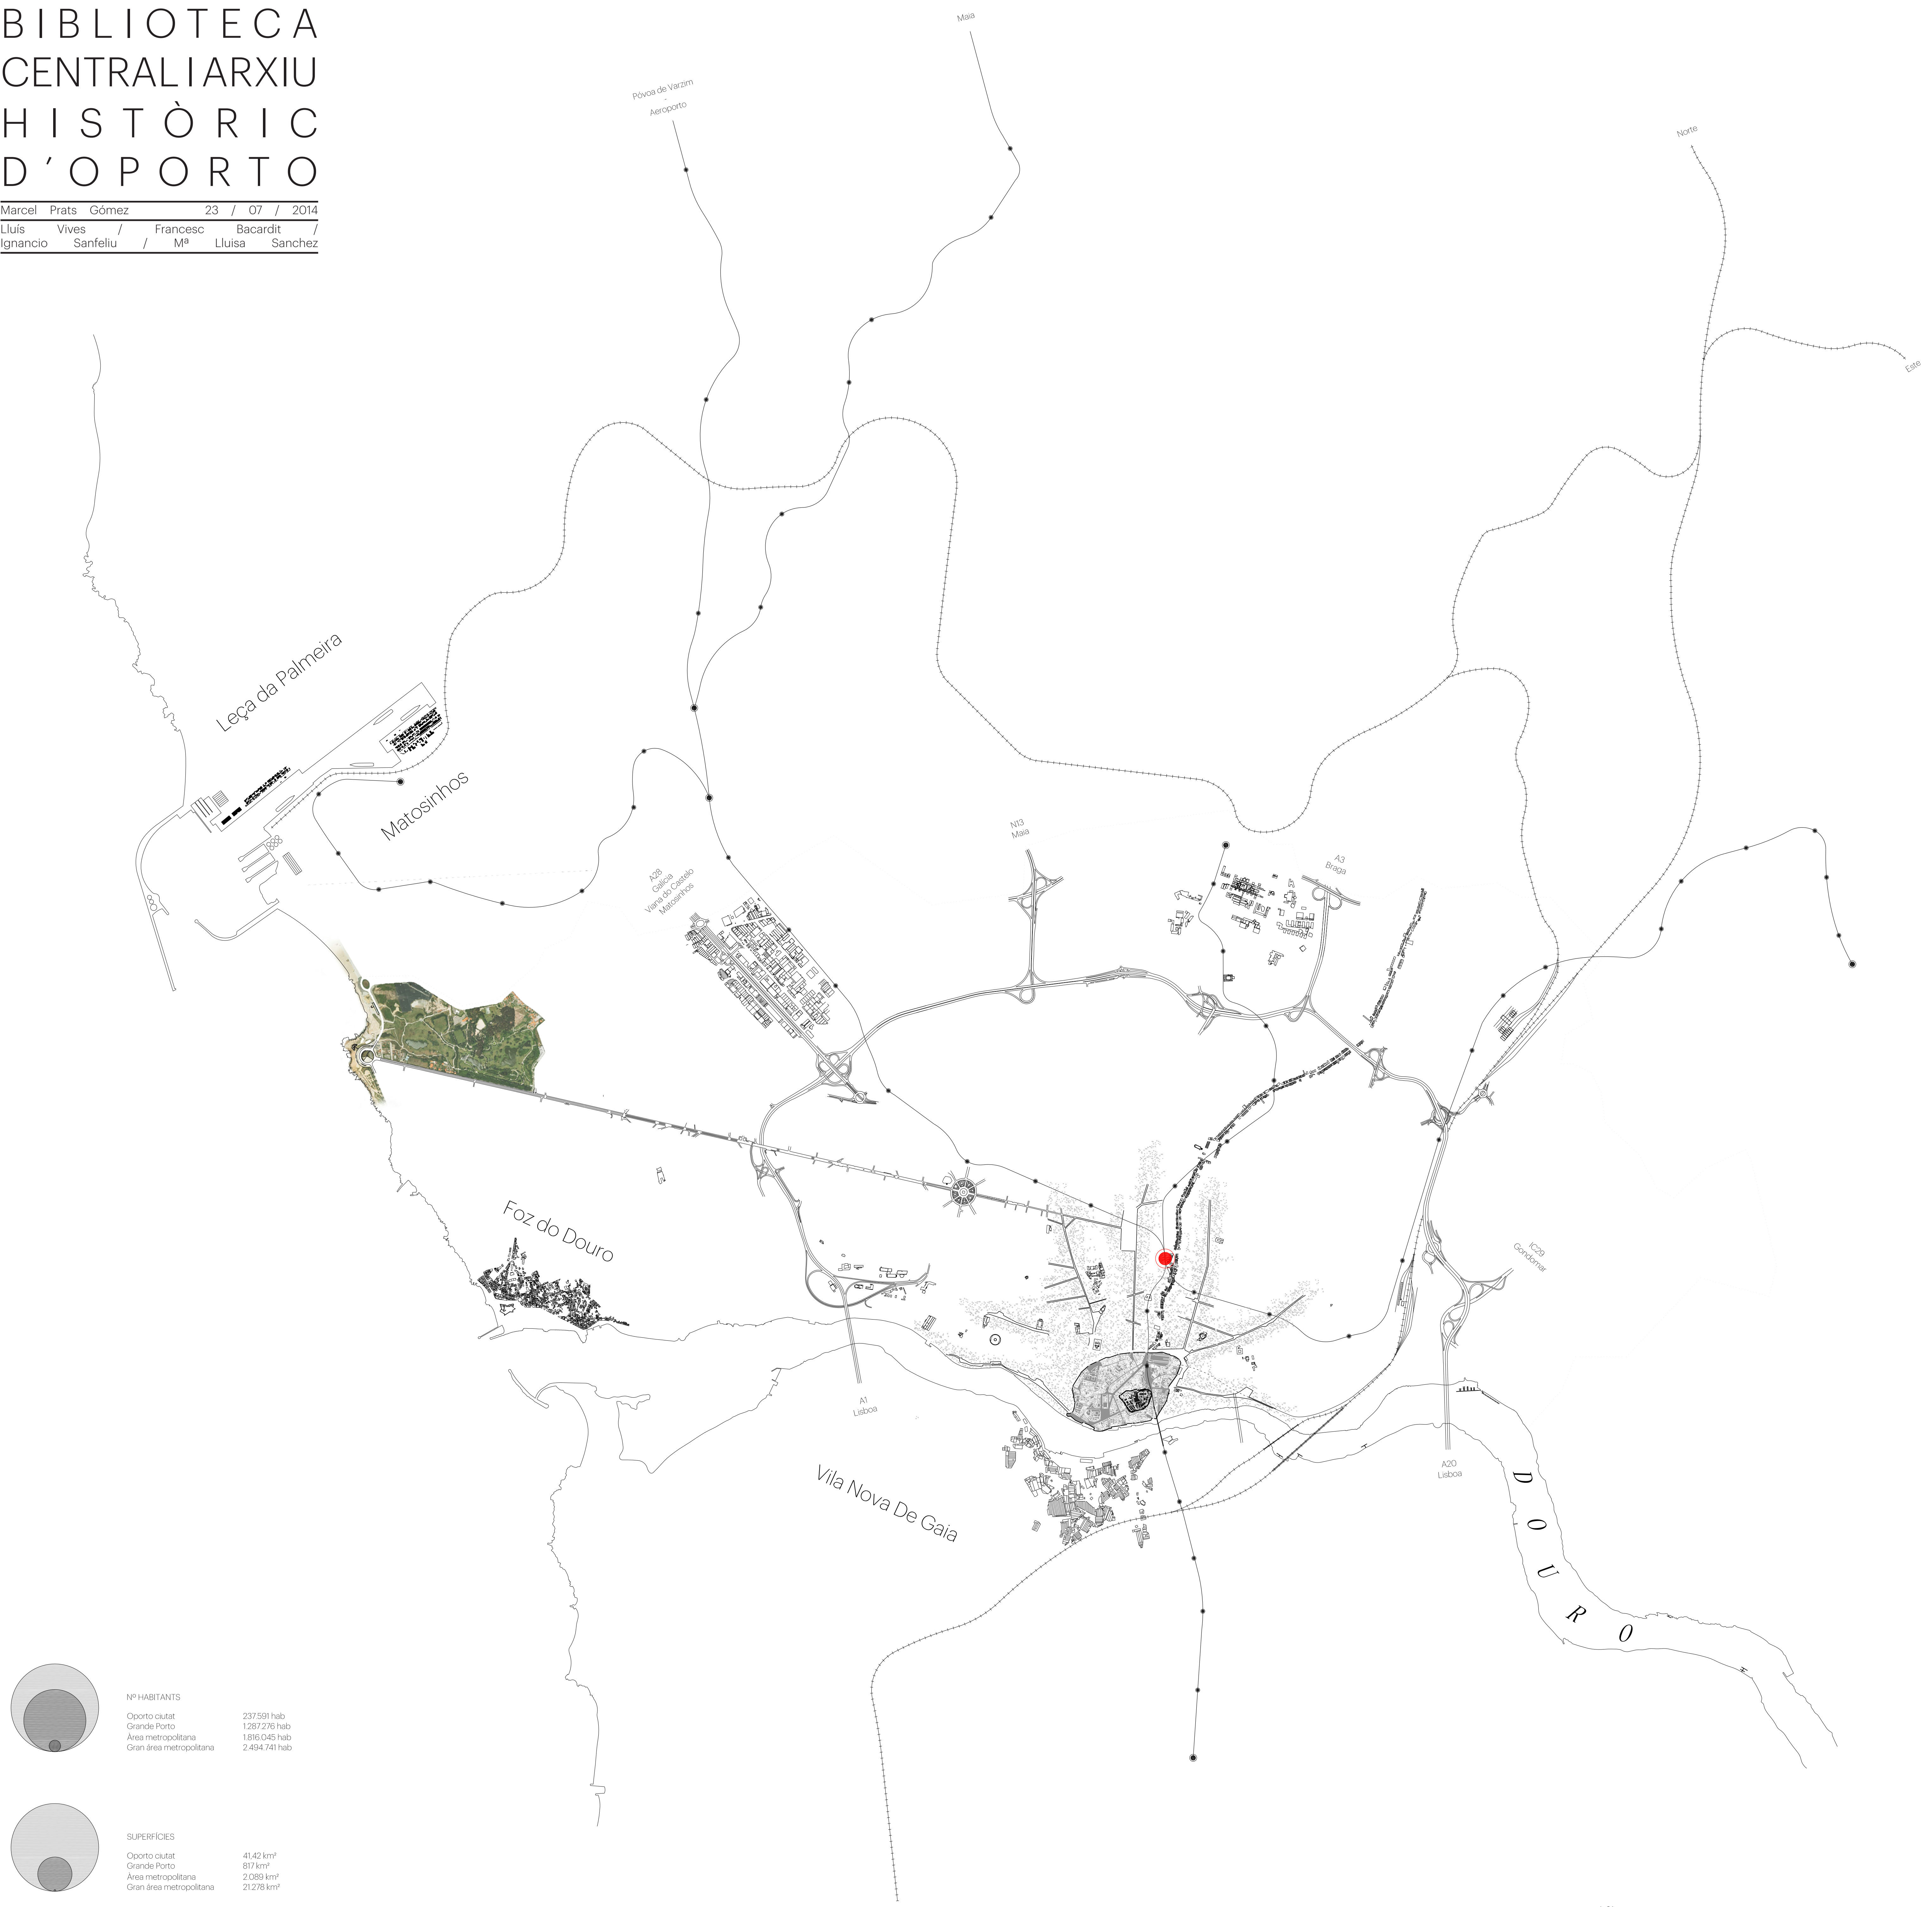 BIBLIOTECA
CENTRAL I ARXIU
HISTÒRIC
D'OPORTO
Marcel Prats Gómez 23 / 07 / 2014
Lluís Vives / Francesc Bacardit /
Ignancio Sanfeliu / Mª Lluisa Sanchez
Maia
Póvoa de Varzim
-
Aeroporto
Norte
Este
Leça da Palmeira
Matosinhos
A28
Galicia
Viana do Castelo
Matosinhos
N13
Maia
A3
Braga
Foz do Douro
IC29
Gondomar
A1
Lisboa
A20
Lisboa
Vila Nova De Gaia
DOURO
Nº HABITANTS
Oporto ciutat 237.591 hab
Grande Porto 1.287.276 hab
Àrea metropolitana 1.816.045 hab
Gran área metropolitana 2.494.741 hab
SUPERFÍCIES
Oporto ciutat 41,42 km²
Grande Porto 817 km²
Àrea metropolitana 2.089 km²
Gran área metropolitana 21.278 km²